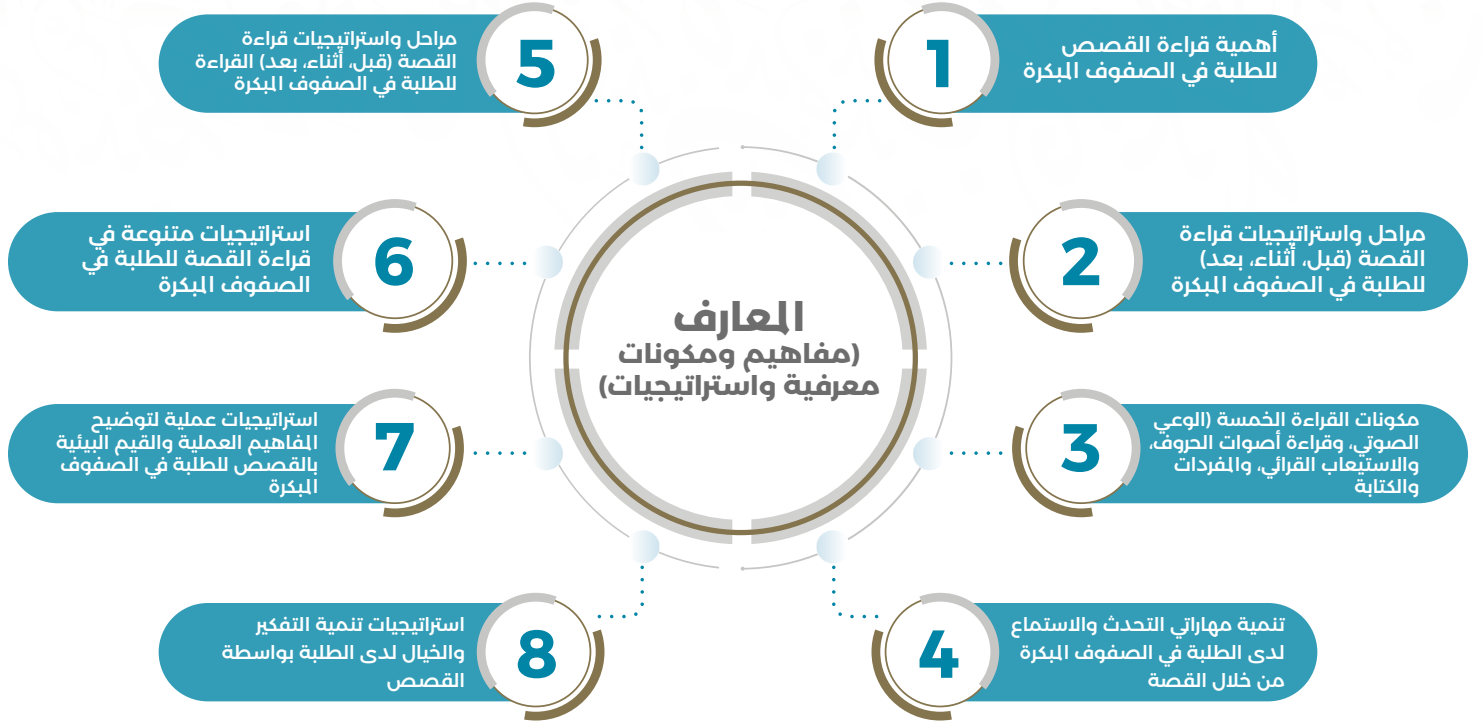 المعارف
(مفاهيم ومكونات
معرفية واستراتيجيات)
1
أهمية قراءة القصص
للطلبة في الصفوف المبكرة
2
مراحل واستراتيجيات قراءة
القصة (قبل، أثناء، بعد)
للطلبة في الصفوف المبكرة
3
مكونات القراءة الخمسة (الوعي
الصوتي، وقراءة أصوات الحروف،
والاستيعاب القرائي، والمفردات
والكتابة
4
تنمية مهاراتي التحدث والاستماع
لدى الطلبة في الصفوف المبكرة
من خلال القصة
5
مراحل واستراتيجيات قراءة
القصة (قبل، أثناء، بعد) القراءة
للطلبة في الصفوف المبكرة
6
استراتيجيات متنوعة في
قراءة القصة للطلبة في
الصفوف المبكرة
7
استراتيجيات عملية لتوضيح
المفاهيم العملية والقيم البيئية
بالقصص للطلبة في الصفوف
المبكرة
8
استراتيجيات تنمية التفكير
والخيال لدى الطلبة بواسطة
القصص